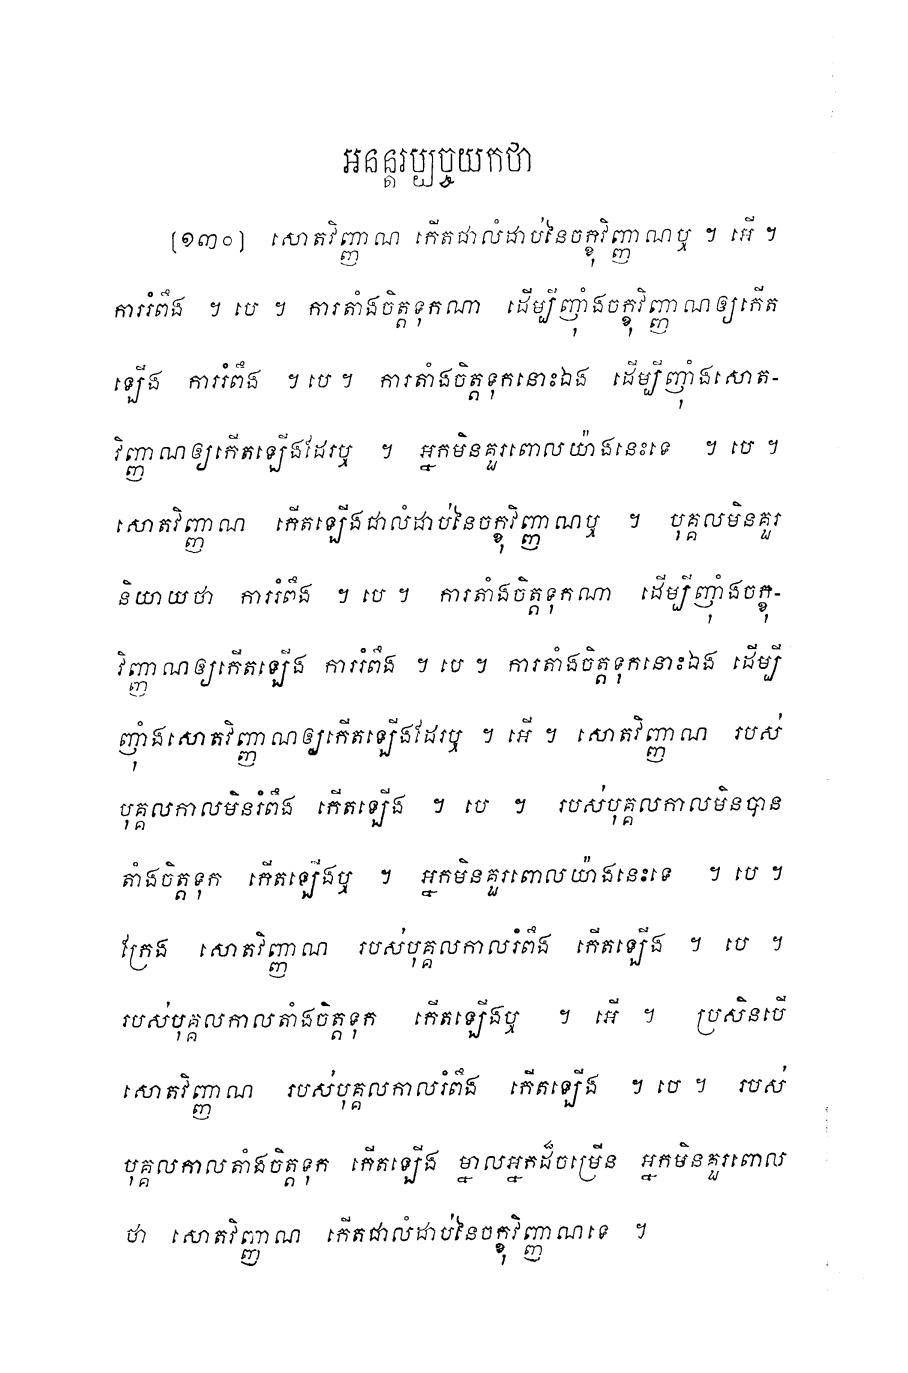 អនន្តរប្បច្ចយកថា
(១៣០) សោតវិញ្ញាណ កើតជាលំដាប់នៃចក្ខុវិញ្ញាណឬ ។ អើ ។
ការរំពឹង ។ បេ ។ ការតាំងចិត្តទុកណា ដើម្បីញុំាងចក្ខុវិញ្ញាណឲ្យកើត
ឡើង ការរំពឹង ។ បេ ។ ការតាំងចិត្តទុកនោះឯង ដើម្បីញុំាងសោត-
វិញ្ញាណឲ្យកើតឡើងដែរឬ ។ អ្នកមិនគួរពោលយ៉ាងនេះទេ ។ បេ ។
សោតវិញ្ញាណ កើតឡើងជាលំដាប់នៃចក្ខុវិញ្ញាណឬ ។ បុគ្គលមិនគួរ
និយាយថា ការរំពឹង ។ បេ ។ ការតាំងចិត្តទុកណា ដើម្បីញុំាងចក្ខុ-
វិញ្ញាណឲ្យកើតឡើង ការរំពឹង ។ បេ ។ ការតាំងចិត្តទុកនោះឯង ដើម្បី
ញុំាងសោតវិញ្ញាណឲ្យកើតឡើងដែរឬ ។ អើ ។ សោតវិញ្ញាណ របស់
បុគ្គលកាលមិនរំពឹង កើតឡើង ។ បេ ។ របស់បុគ្គលកាលមិនបាន
តាំងចិត្តទុក កើតឡើងឬ ។ អ្នកមិនគួរពោលយ៉ាងនេះទេ ។ បេ ។
ក្រែង សោតវិញ្ញាណ របស់បុគ្គលកាលរំពឹង កើតឡើង ។ បេ ។
របស់បុគ្គលកាលតាំងចិត្តទុក កើតឡើងឬ ។ អើ ។ ប្រសិនបើ
សោតវិញ្ញាណ របស់បុគ្គលកាលរំពឹង កើតឡើង ។ បេ ។ របស់
បុគ្គលកាលតាំងចិត្តទុក កើតឡើង ម្នាលអ្នកដ៏ចម្រើន អ្នកមិនគួរពោល
ថា សោតវិញ្ញាណ កើតជាលំដាប់នៃចក្ខុវិញ្ញាណទេ ។